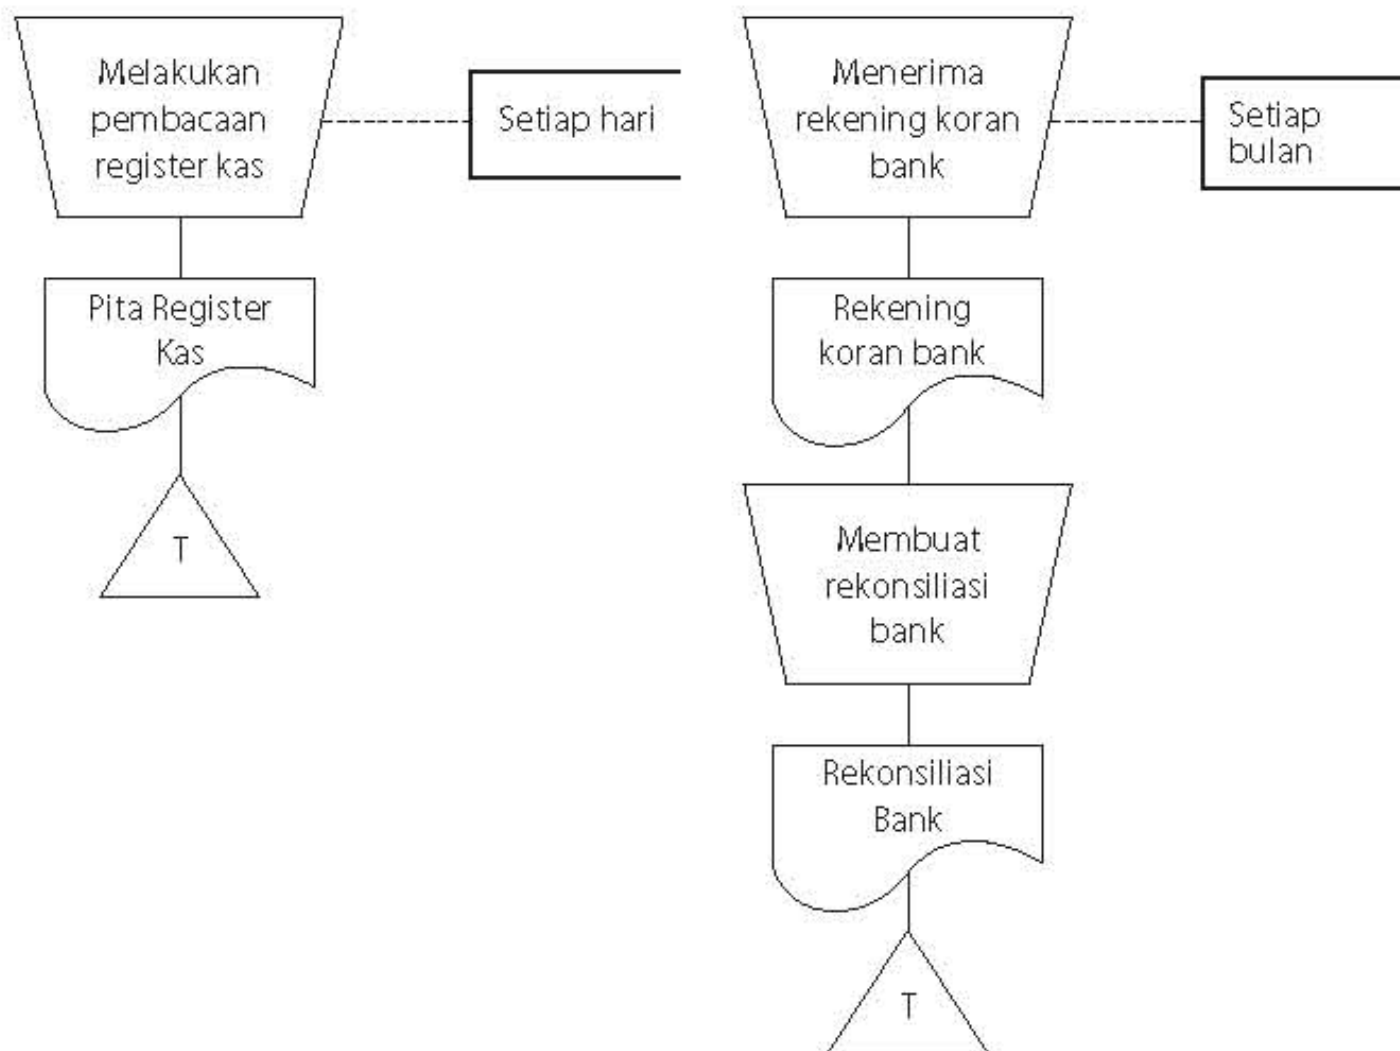 Melakukan
pembacaan
register kas
Setiap hari
Pita Register
Kas
T
Menerima
rekening koran
bank
Setiap
bulan
Rekening
koran bank
Membuat
rekonsiliasi
bank
Rekonsiliasi
Bank
T